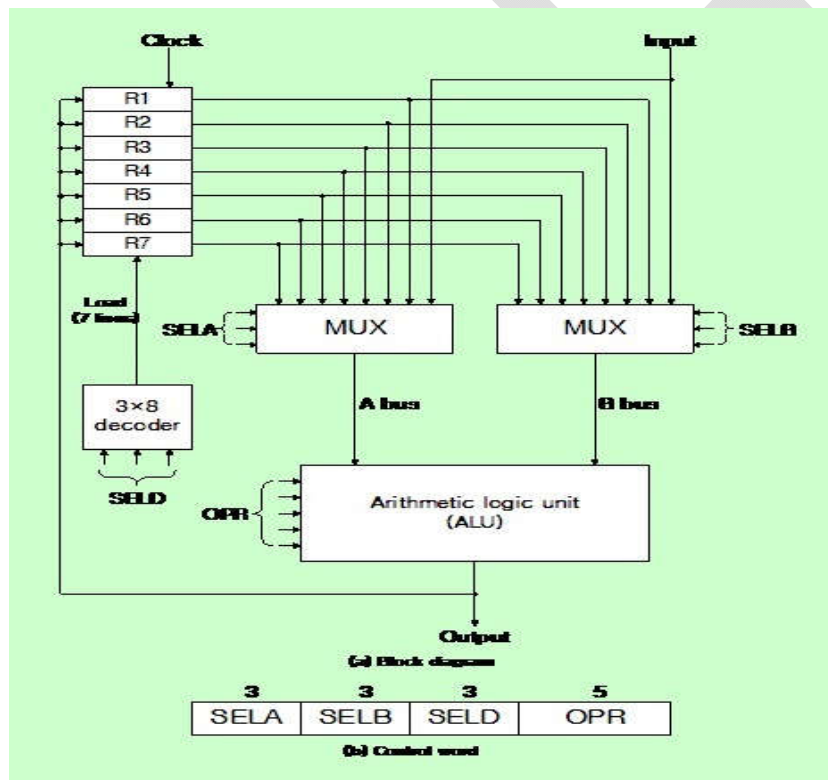 Clock Input
R1
R2
R3
R4
R5
R6
R7
Load
(7 lines)
SELA MUX MUX SELB
3×8
decoder
A bus B bus
SELD
OPR
Arithmetic logic unit
(ALU)
Output
(a) Block diagram
3 3 3 5
SELA SELB SELD OPR
(b) Control word